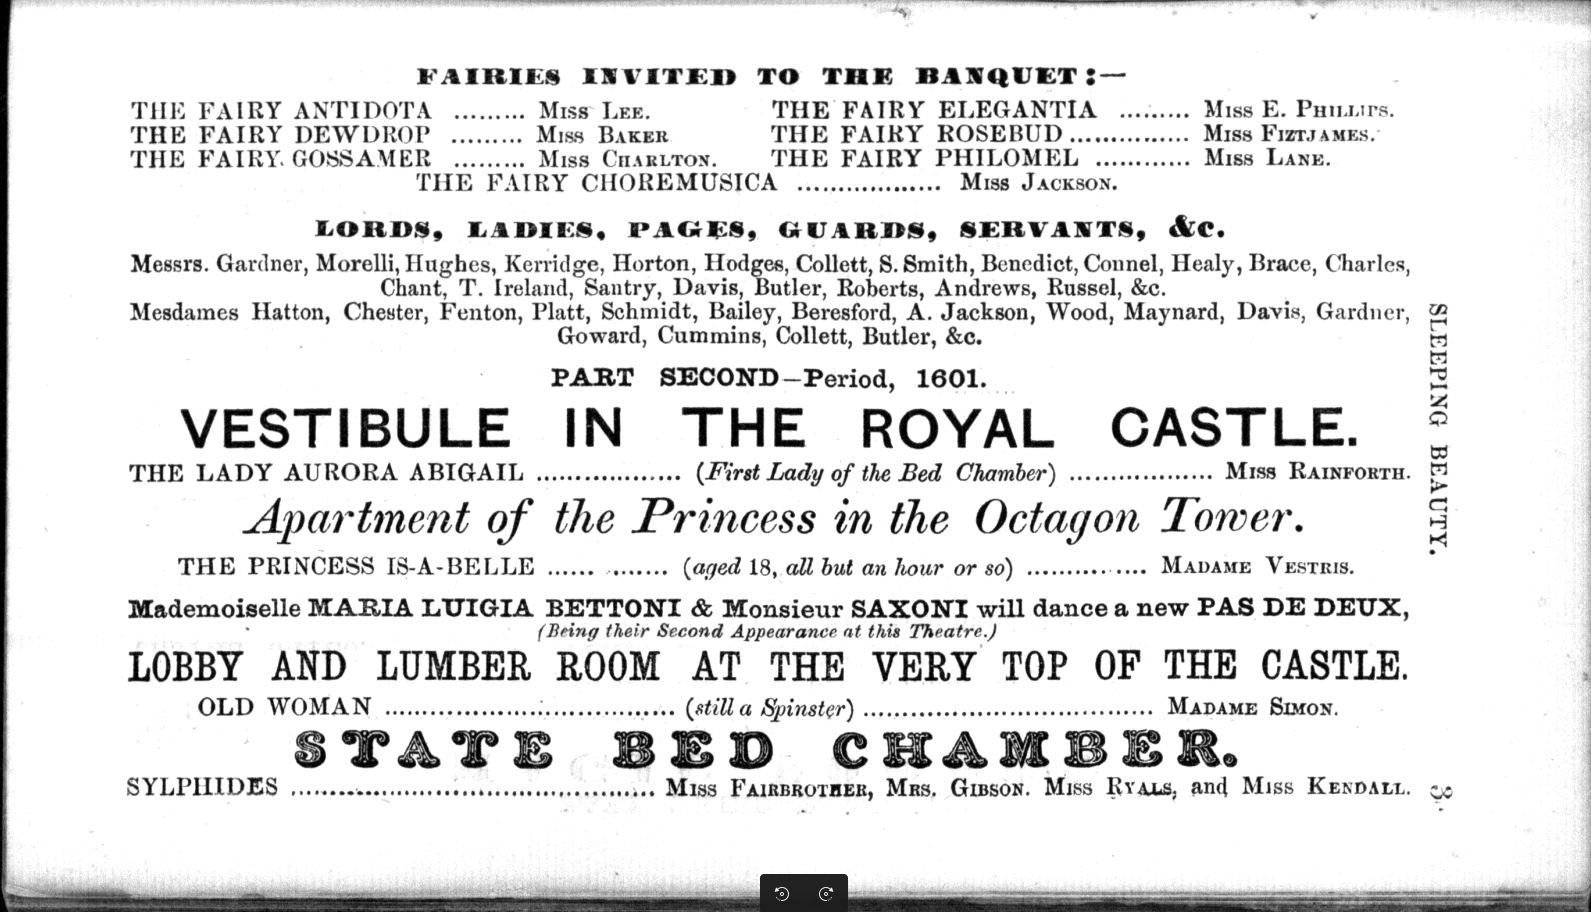 FAIRIES INVITED TO THE BANQUET:—
THE FAIRY ANTIDOTA ......... Miss Lee. THE FAIRY ELEGANTIA ......... Miss E. Phillips.
THE FAIRY DEWDROP ......... Miss Baker THE FAIRY ROSEBUD ............... Miss Fiztjames.
THE FAIRY GOSSAMER ......... Miss Charlton. THE FAIRY PHILOMEL ............ Miss Lane.
THE FAIRY CHOREMUSICA .................. Miss Jackson.
LORDS, LADIES, PAGES, GUARDS, SERVANTS, &c.
Messrs. Gardner, Morelli, Hughes, Kerridge, Horton, Hodges, Collett, S. Smith, Benedict, Connel, Healy, Brace, Charles,
Chant, T. Ireland, Santry, Davis, Butler, Roberts, Andrews, Russel, &c.
Mesdames Hatton, Chester, Fenton, Platt, Schmidt, Bailey, Beresford, A. Jackson, Wood, Maynard, Davis, Gardner,
Goward, Cummins, Collett, Butler, &c.
PART SECOND—Period, 1601.
VESTIBULE IN THE ROYAL CASTLE.
THE LADY AURORA ABIGAIL .................. (First Lady of the Bed Chamber) .................. Miss Rainforth.
Apartment of the Princess in the Octagon Tower.
THE PRINCESS IS-A-BELLE ...... ........ (aged 18, all but an hour or so) ............... Madame Vestris.
Mademoiselle MARIA LUIGIA BETTONI & Monsieur SAXONI will dance a new PAS DE DEUX,
(Being their Second Appearance at this Theatre.)
LOBBY AND LUMBER ROOM AT THE VERY TOP OF THE CASTLE.
OLD WOMAN .................................... (still a Spinster) .................................... Madame Simon.
STATE BED CHAMBER.
SYLPHIDES ............................................. Miss Fairbrother, Mrs. Gibson. Miss Ryals, and Miss Kendall.
SLEEPING BEAUTY.
3.